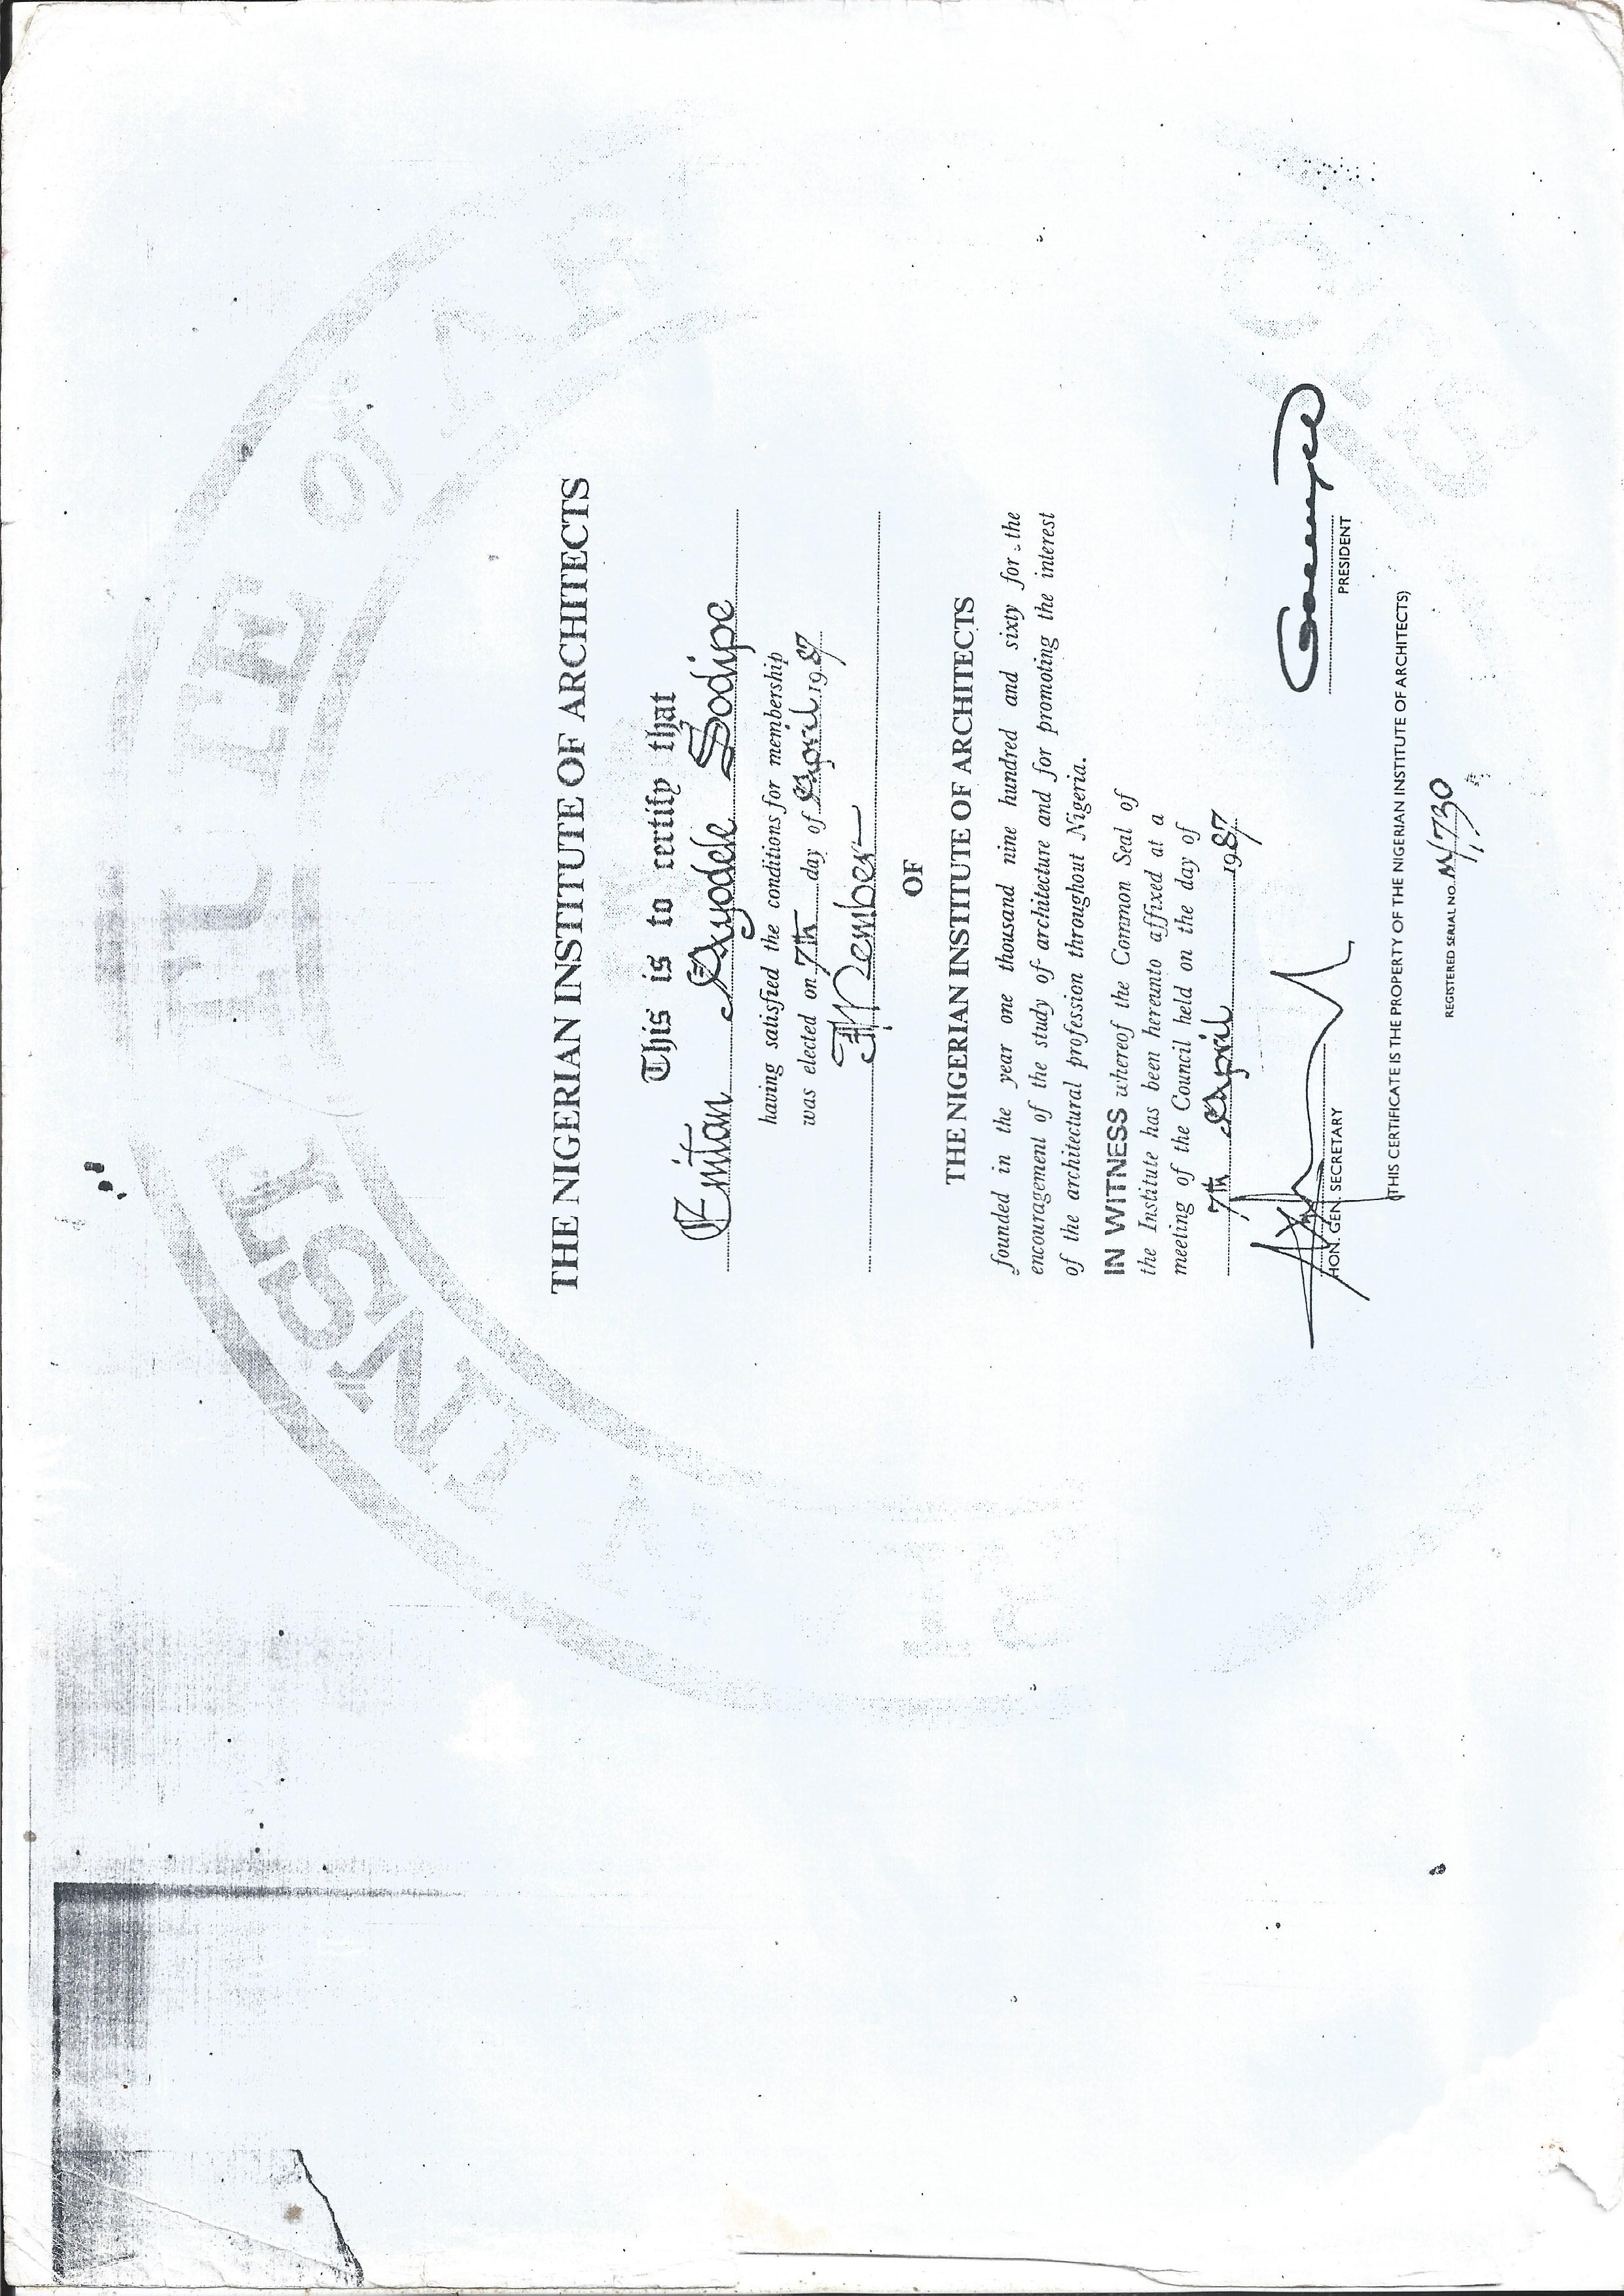 THE NIGERIAN INSTITUTE OF ARCHITECTS
This is to certify that
Enitan Ayodele Sodipe
having satisfied the conditions for membership
was elected on 7th day of April 1987
Member
OF
THE NIGERIAN INSTITUTE OF ARCHITECTS
founded in the year one thousand nine hundred and sixty for the
encouragement of the study of architecture and for promoting the interest
of the architectural profession throughout Nigeria.
IN WITNESS whereof the Common Seal of
the Institute has been hereunto affixed at a
meeting of the Council held on the day of
7th April 1987
HON. GEN. SECRETARY
PRESIDENT
(THIS CERTIFICATE IS THE PROPERTY OF THE NIGERIAN INSTITUTE OF ARCHITECTS)
REGISTERED SERIAL NO. M/730